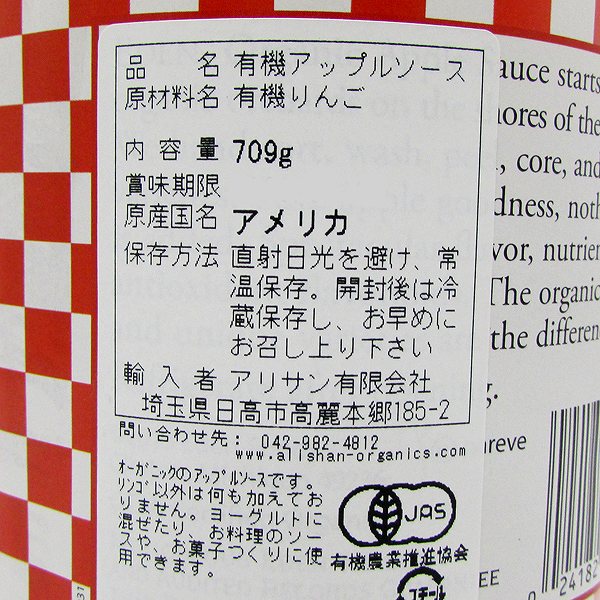 品　名 有機アップルソース
原材料名 有機りんご
内容量 709g
賞味期限
原産国名 アメリカ
保存方法 直射日光を避け、常
温保存。開封後は冷
蔵保存し、お早めに
お召し上り下さい
輸入者 アリサン有限会社
埼玉県日高市高麗本郷185-2
問い合わせ先： 042-982-4812
www.alishan-organics.com
オーガニックのアップルソースです。
リンゴ以外は何も加えてお
りません。ヨーグルトに
混ぜたり、お料理のソー
スや、お菓子づくりに使
用できます。
JAS
有機農業推進協会
スチール
auce starts
ores of the
, core, and
dness, noth
vor, nutrien
The organic
the differen
g.
reve
EE
0 24182